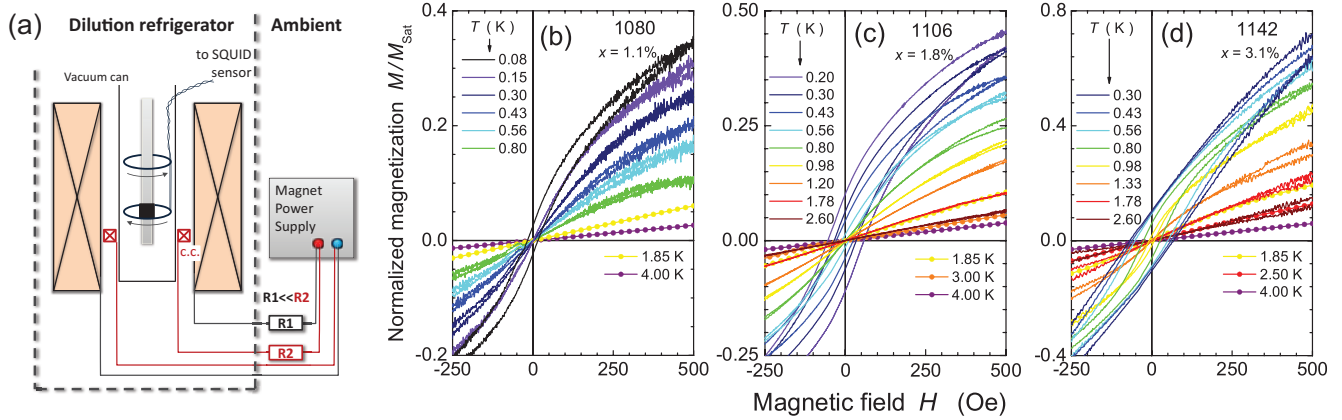 (a)
Dilution refrigerator
Ambient
to SQUID
sensor
Vacuum can
Magnet
Power
Supply
c.c.
R1<<R2
R1
R2
Normalized magnetization M / M_Sat
0.4
0.3
0.2
0.1
0.0
-0.2
-250
0
250
500
T (K)
(b)
1080
x = 1.1%
0.08
0.15
0.30
0.43
0.56
0.80
1.85 K
4.00 K
0.50
0.25
0.00
-0.25
-250
0
250
500
T (K)
(c)
1106
x = 1.8%
0.20
0.30
0.43
0.56
0.80
0.98
1.20
1.78
2.60
1.85 K
3.00 K
4.00 K
0.8
0.4
0.0
-0.4
-250
0
250
500
T (K)
(d)
1142
x = 3.1%
0.30
0.43
0.56
0.80
0.98
1.33
1.78
2.60
1.85 K
2.50 K
4.00 K
Magnetic field H (Oe)